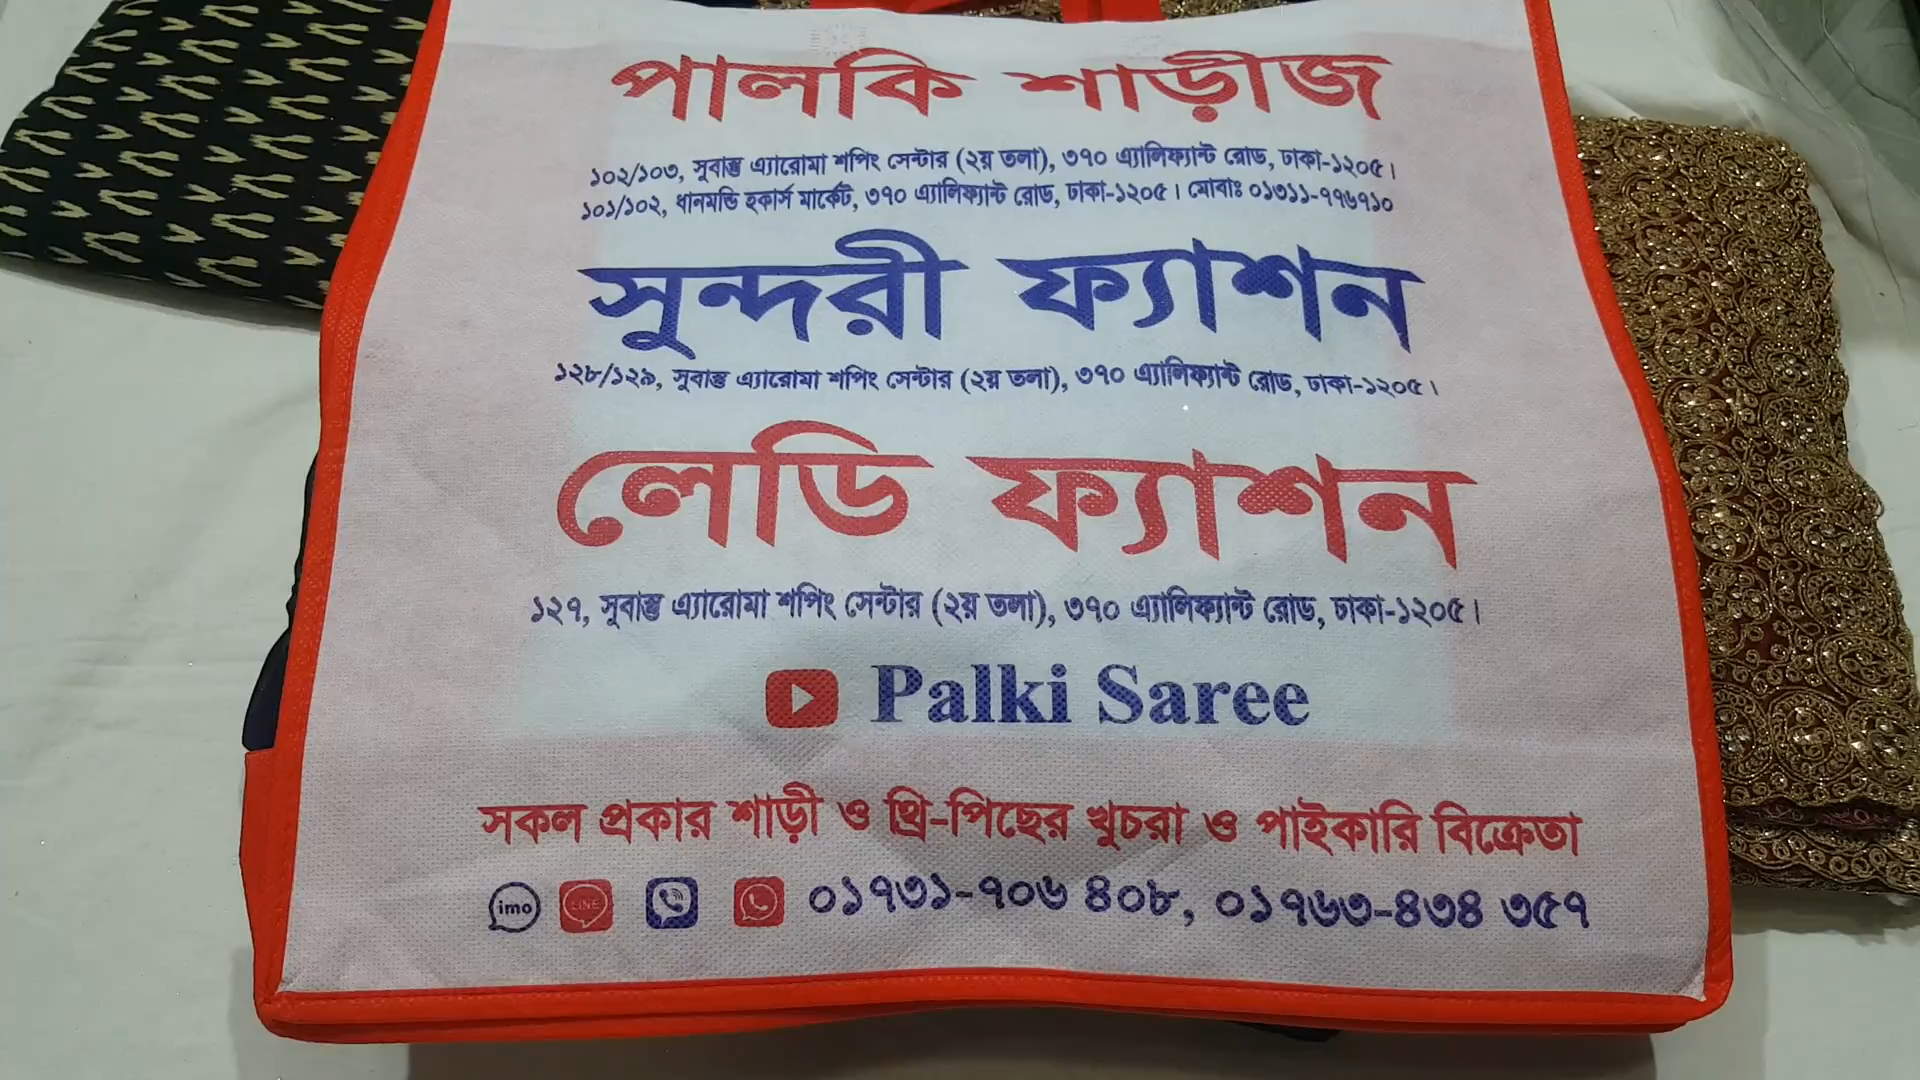 পালকি শাড়ীজ
১০২/১০৩, সুবাস্তু এ্যারোমা শপিং সেন্টার (২য় তলা), ৩৭০ এ্যালিফ্যান্ট রোড, ঢাকা-১২০৫।
১০১/১০২, ধানমন্ডি হকার্স মার্কেট, ৩৭০ এ্যালিফ্যান্ট রোড, ঢাকা-১২০৫। মোবাঃ ০১৩১১-৭৭৬৭১০
সুন্দরী ফ্যাশন
১২৮/১২৯, সুবাস্তু এ্যারোমা শপিং সেন্টার (২য় তলা), ৩৭০ এ্যালিফ্যান্ট রোড, ঢাকা-১২০৫।
লেডি ফ্যাশন
১২৭, সুবাস্তু এ্যারোমা শপিং সেন্টার (২য় তলা), ৩৭০ এ্যালিফ্যান্ট রোড, ঢাকা-১২০৫।
Palki Saree
সকল প্রকার শাড়ী ও থ্রি-পিছের খুচরা ও পাইকারি বিক্রেতা
imo LINE ০১৭৩১-৭০৬ ৪০৮, ০১৭৬৩-৪৩৪ ৩৫৭